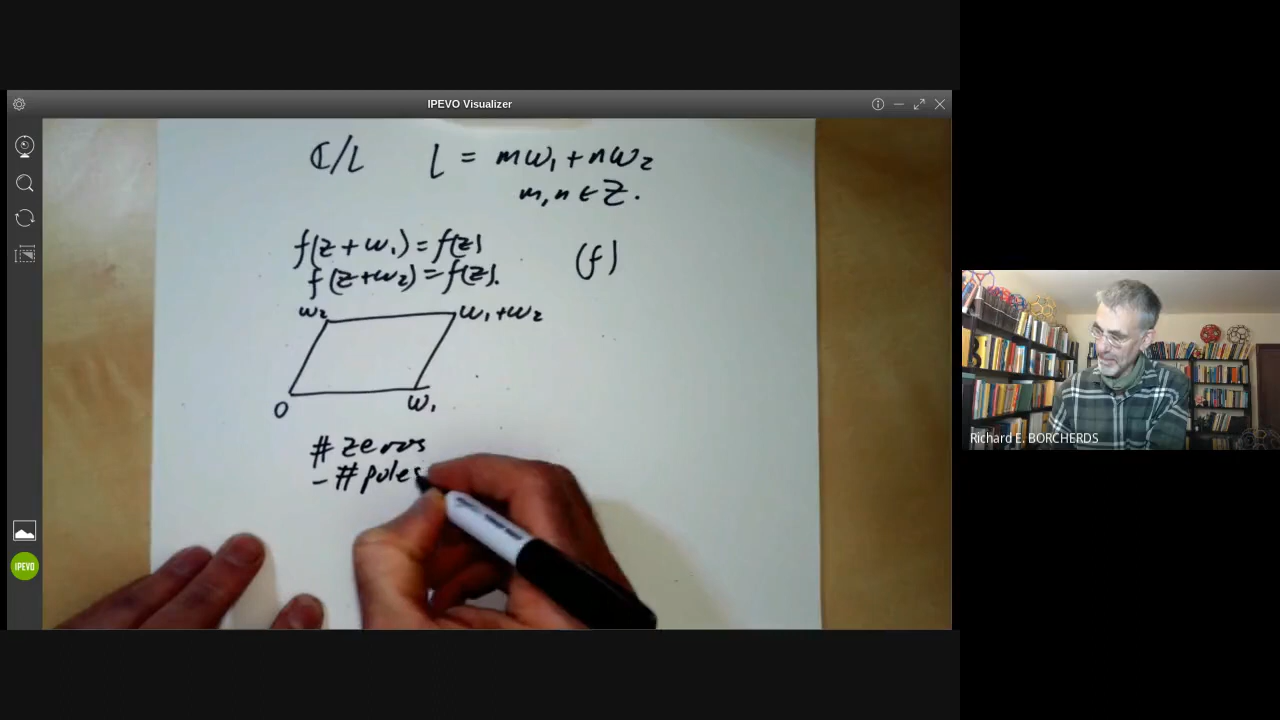 IPEVO Visualizer
ℂ/L L = mω₁ + nω₂
m, n ∈ Z.
f(z + ω₁) = f(z)
f(z + ω₂) = f(z).
(f)
ω₂ ω₁ + ω₂
0 ω₁
# zeros
- # poles
IPEVO
Richard E. BORCHERDS